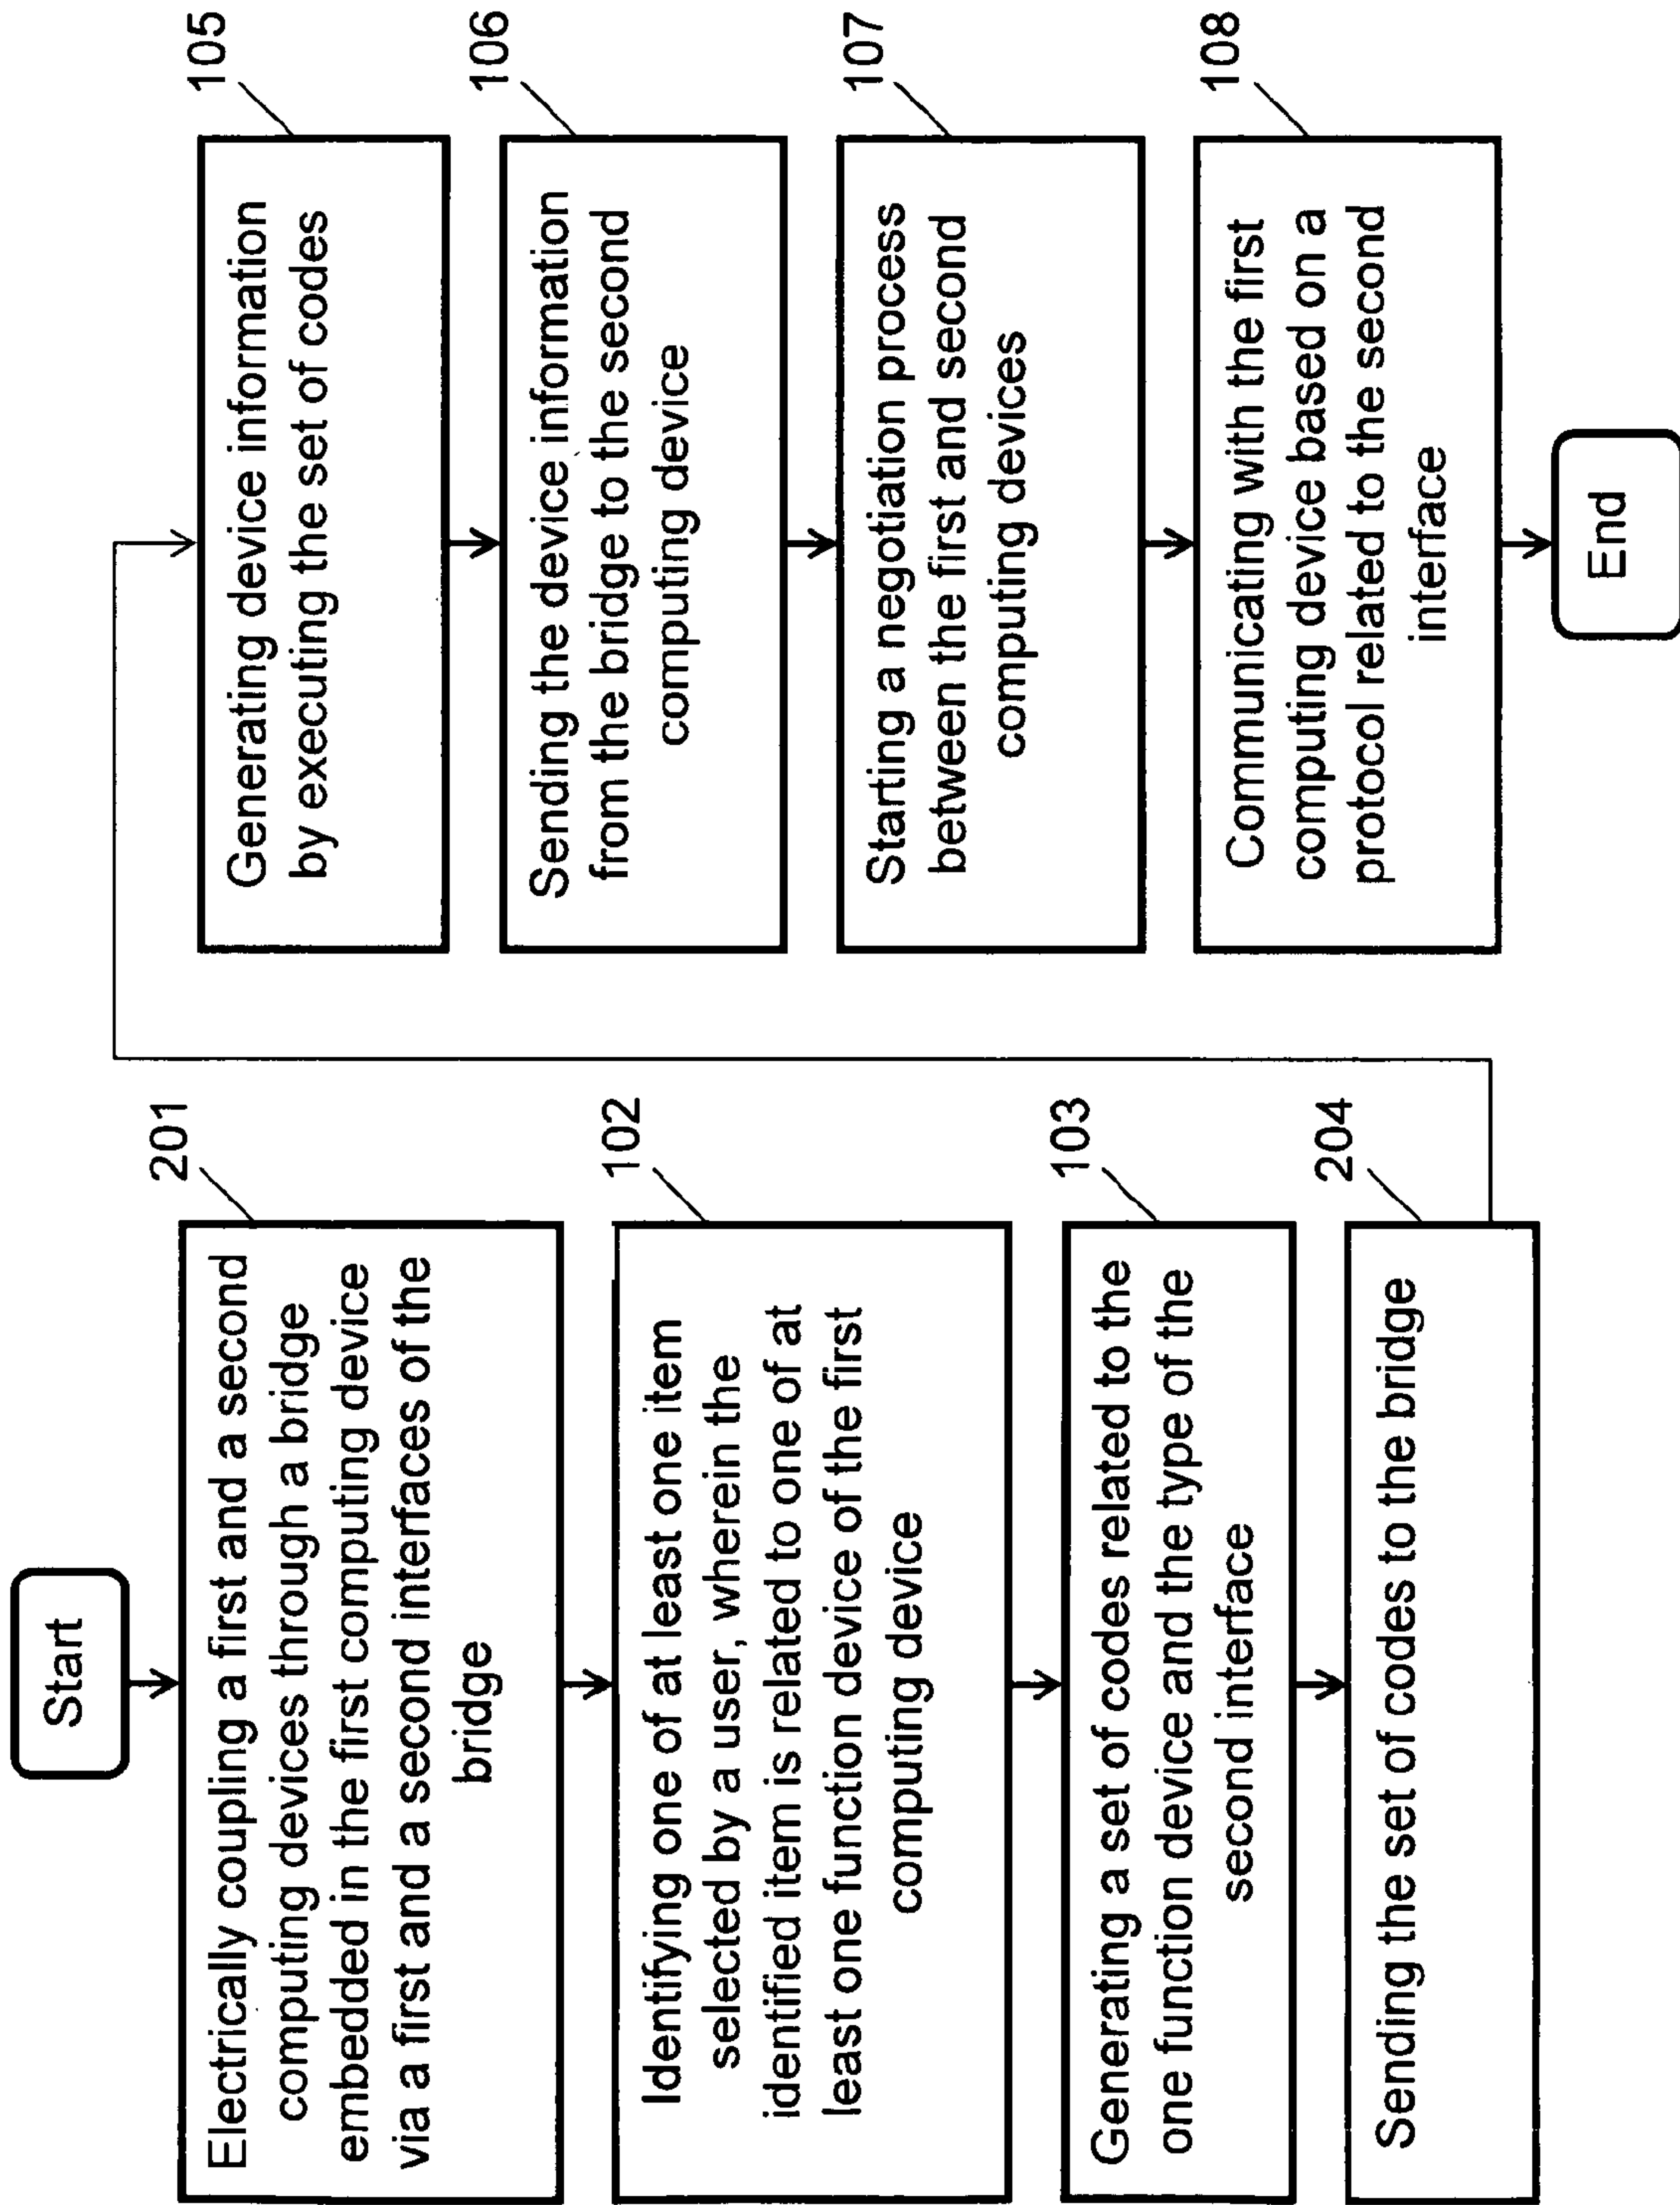 Start
201
Electrically coupling a first and a second
computing devices through a bridge
embedded in the first computing device
via a first and a second interfaces of the
bridge
102
Identifying one of at least one item
selected by a user, wherein the
identified item is related to one of at
least one function device of the first
computing device
103
Generating a set of codes related to the
one function device and the type of the
second interface
204
Sending the set of codes to the bridge
105
Generating device information
by executing the set of codes
106
Sending the device information
from the bridge to the second
computing device
107
Starting a negotiation process
between the first and second
computing devices
108
Communicating with the first
computing device based on a
protocol related to the second
interface
End